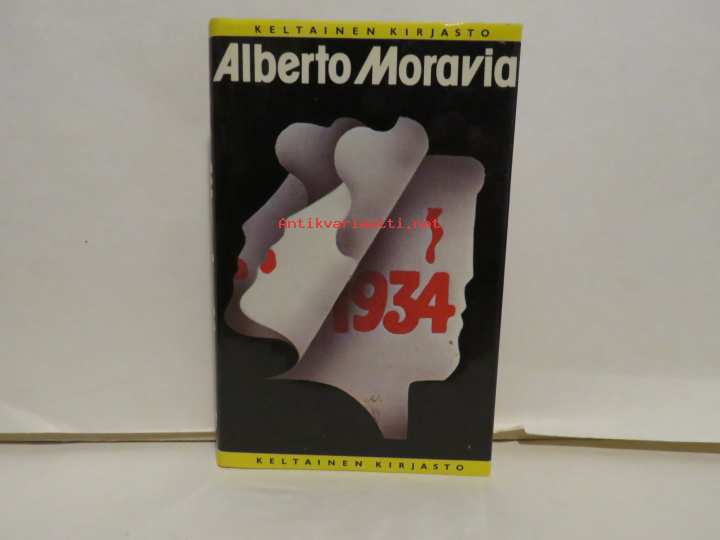 KELTAINEN KIRJASTO
Alberto Moravia
Antikvariaatti.net
1934
KELTAINEN KIRJASTO